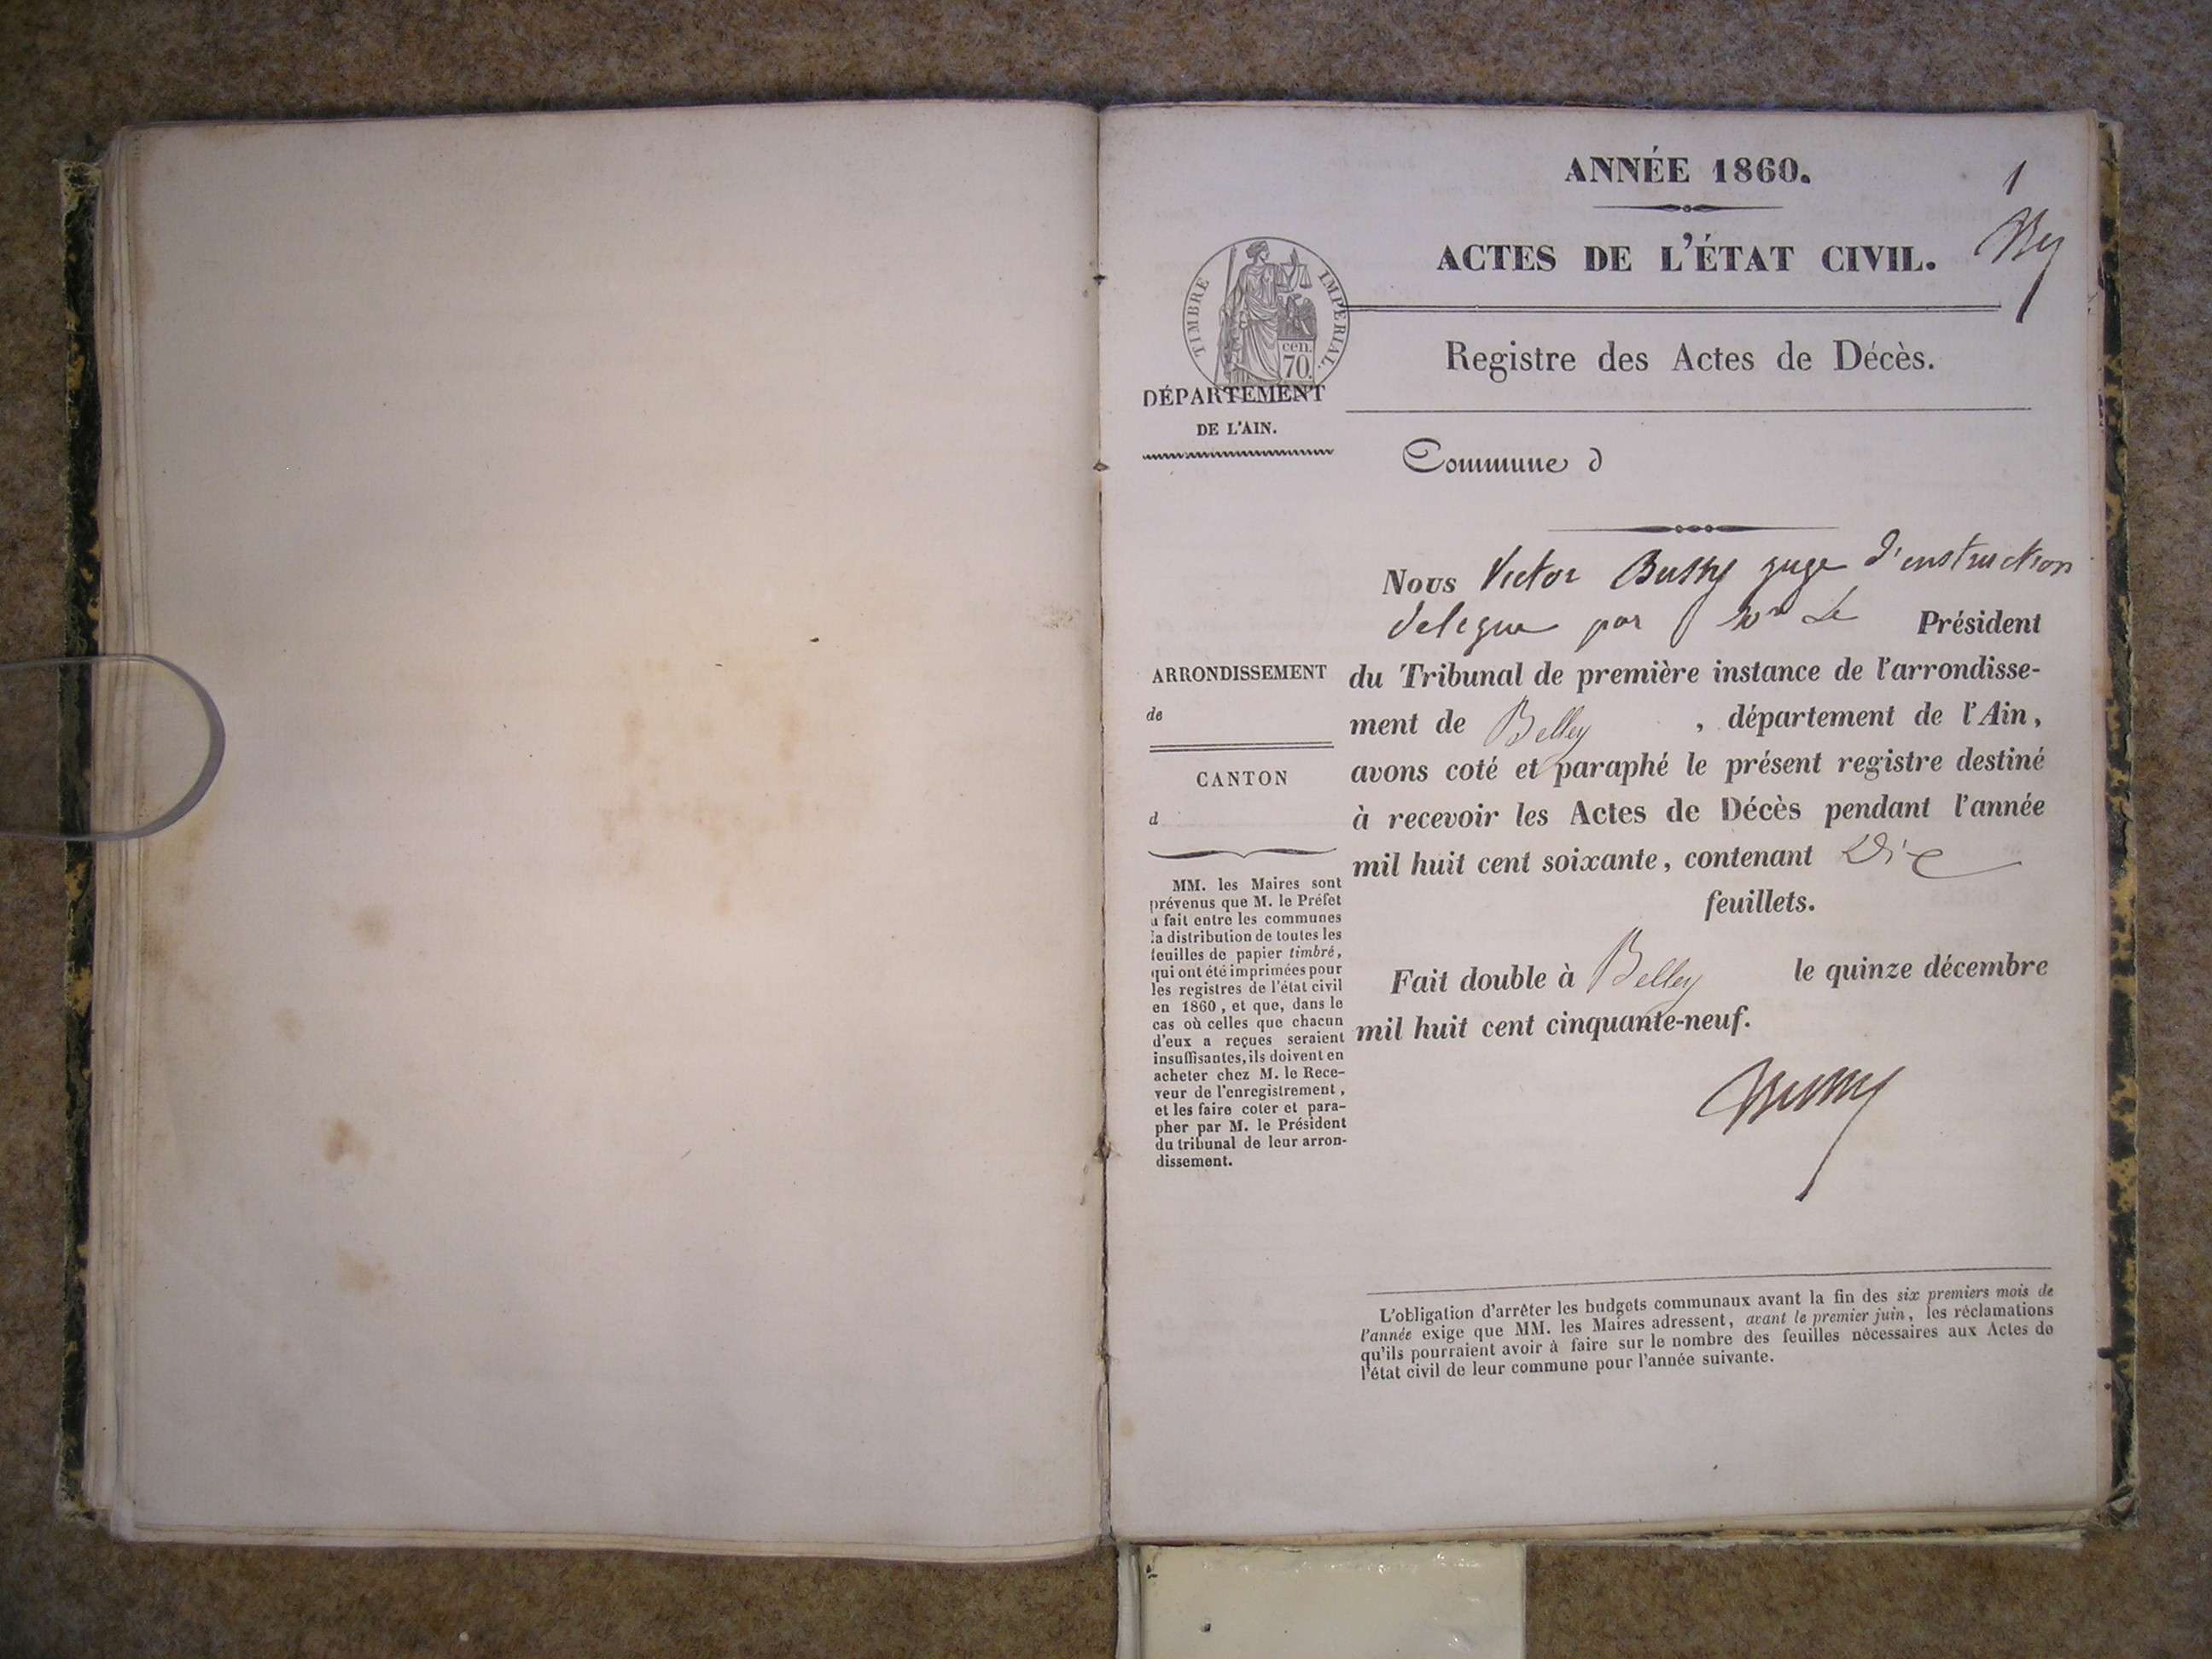 ANNÉE 1860.
1
By
ACTES DE L'ÉTAT CIVIL.
TIMBRE IMPERIAL.
cen.
70.
Registre des Actes de Décès.
DÉPARTEMENT
DE L'AIN.
Commune d
Nous Victor Bussy juge d'instruction
delegue par Mr Le Président
du Tribunal de première instance de l'arrondisse-
ment de Belley , département de l'Ain,
avons coté et paraphé le présent registre destiné
à recevoir les Actes de Décès pendant l'année
mil huit cent soixante, contenant Dix
feuillets.
Fait double à Belley le quinze décembre
mil huit cent cinquante-neuf.
Bussy
ARRONDISSEMENT
de
CANTON
d
MM. les Maires sont
prévenus que M. le Préfet
a fait entre les communes
la distribution de toutes les
feuilles de papier timbré,
qui ont été imprimées pour
les registres de l'état civil
en 1860, et que, dans le
cas où celles que chacun
d'eux a reçues seraient
insuffisantes, ils doivent en
acheter chez M. le Rece-
veur de l'enregistrement,
et les faire coter et para-
pher par M. le Président
du tribunal de leur arron-
dissement.
L'obligation d'arrêter les budgets communaux avant la fin des six premiers mois de
l'année exige que MM. les Maires adressent, avant le premier juin, les réclamations
qu'ils pourraient avoir à faire sur le nombre des feuilles nécessaires aux Actes de
l'état civil de leur commune pour l'année suivante.